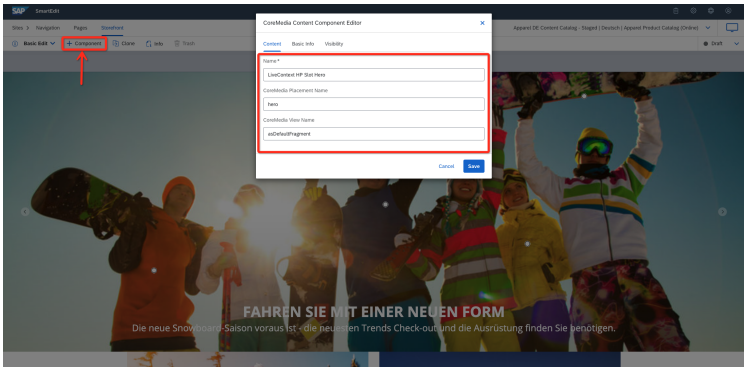 SAP SmartEdit
Sites > Navigation Pages Storefront
Apparel DE Content Catalog - Staged | Deutsch | Apparel Product Catalog (Online)
Basic Edit + Component Clone Info Trash
Draft
CoreMedia Content Component Editor
Content Basic Info Visibility
Name*
LiveContext HP Slot Hero
CoreMedia Placement Name
hero
CoreMedia View Name
asDefaultFragment
Cancel Save
FAHREN SIE MIT EINER NEUEN FORM
Die neue Snowboard-Saison voraus ist - die neuesten Trends Check-out und die Ausrüstung finden Sie benötigen.